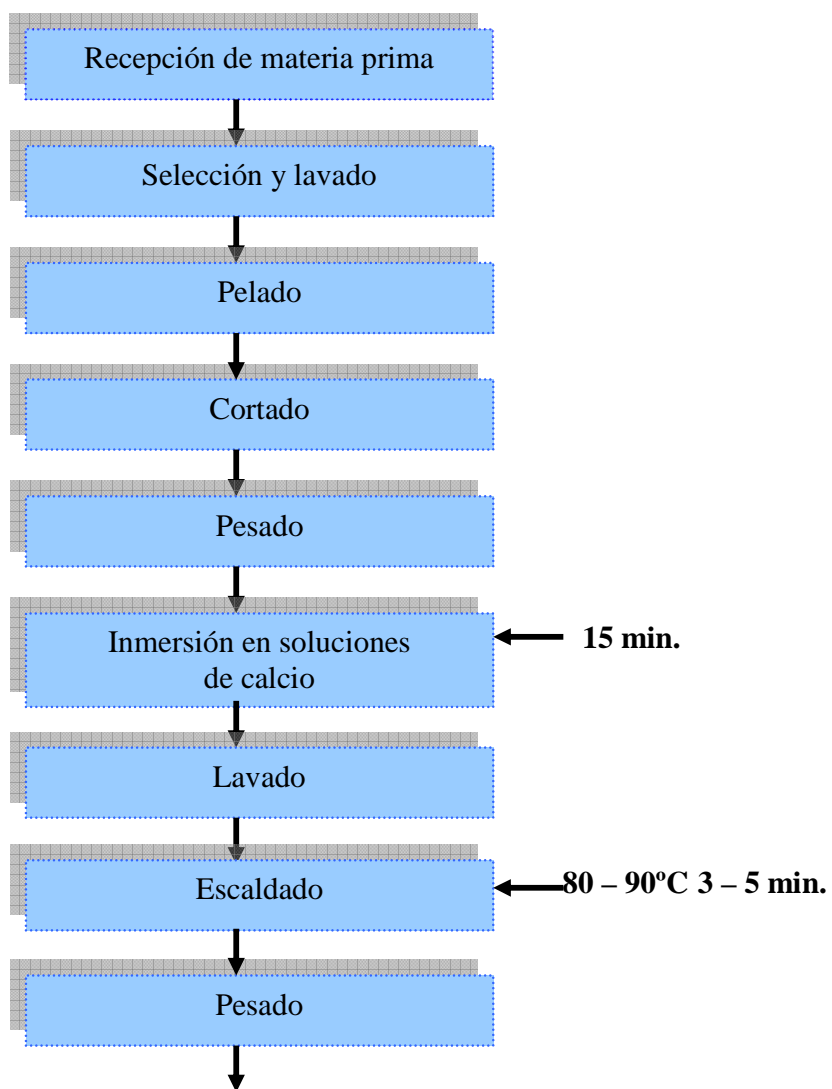 Recepción de materia prima
Selección y lavado
Pelado
Cortado
Pesado
Inmersión en soluciones
de calcio
15 min.
Lavado
Escaldado
80 – 90ºC 3 – 5 min.
Pesado